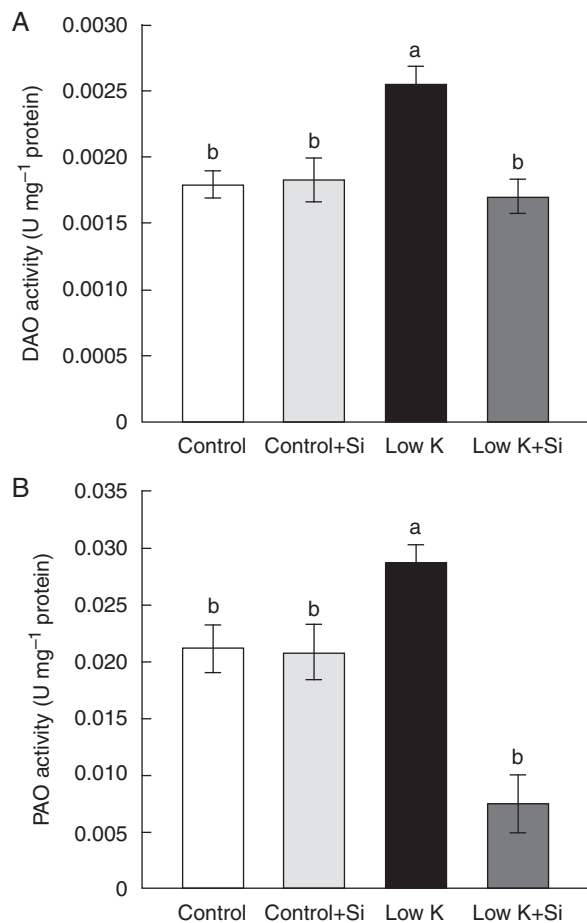 A
DAO activity (U mg⁻¹ protein)
0.0030
0.0025
0.0020
0.0015
0.0010
0.0005
0
b
b
a
b
Control
Control+Si
Low K
Low K+Si
B
PAO activity (U mg⁻¹ protein)
0.035
0.030
0.025
0.020
0.015
0.010
0.005
0
b
b
a
b
Control
Control+Si
Low K
Low K+Si